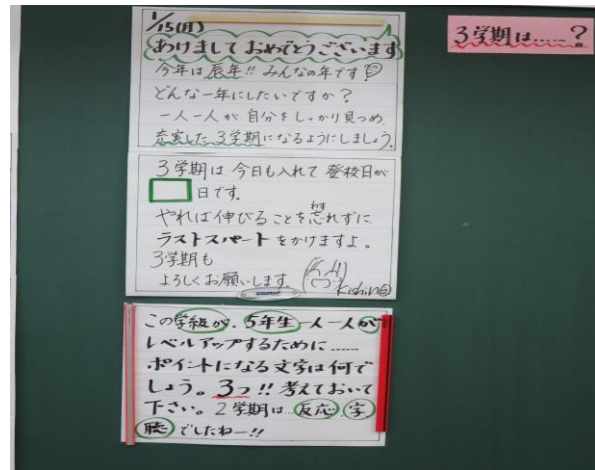 1/15(月)
あけまして おめでとうございます
今年は辰年!! みんなの年です
どんな一年にしたいですか?
一人一人が 自分をしっかり見つめ
充実した 3学期になるようにしましょう。
3学期は 今日も入れて 登校日が
日です。
やれば伸びることを忘れずに
わす
ラストスパートをかけますよ。
3学期も
よろしくお願いします。
この学級が、5年生一人一人が
レベルアップするために……
ポイントになる文字は何で
しょう。3つ!! 考えておいて
下さい。2学期は…反応 字
聴でしたねー!!
3学期は……?